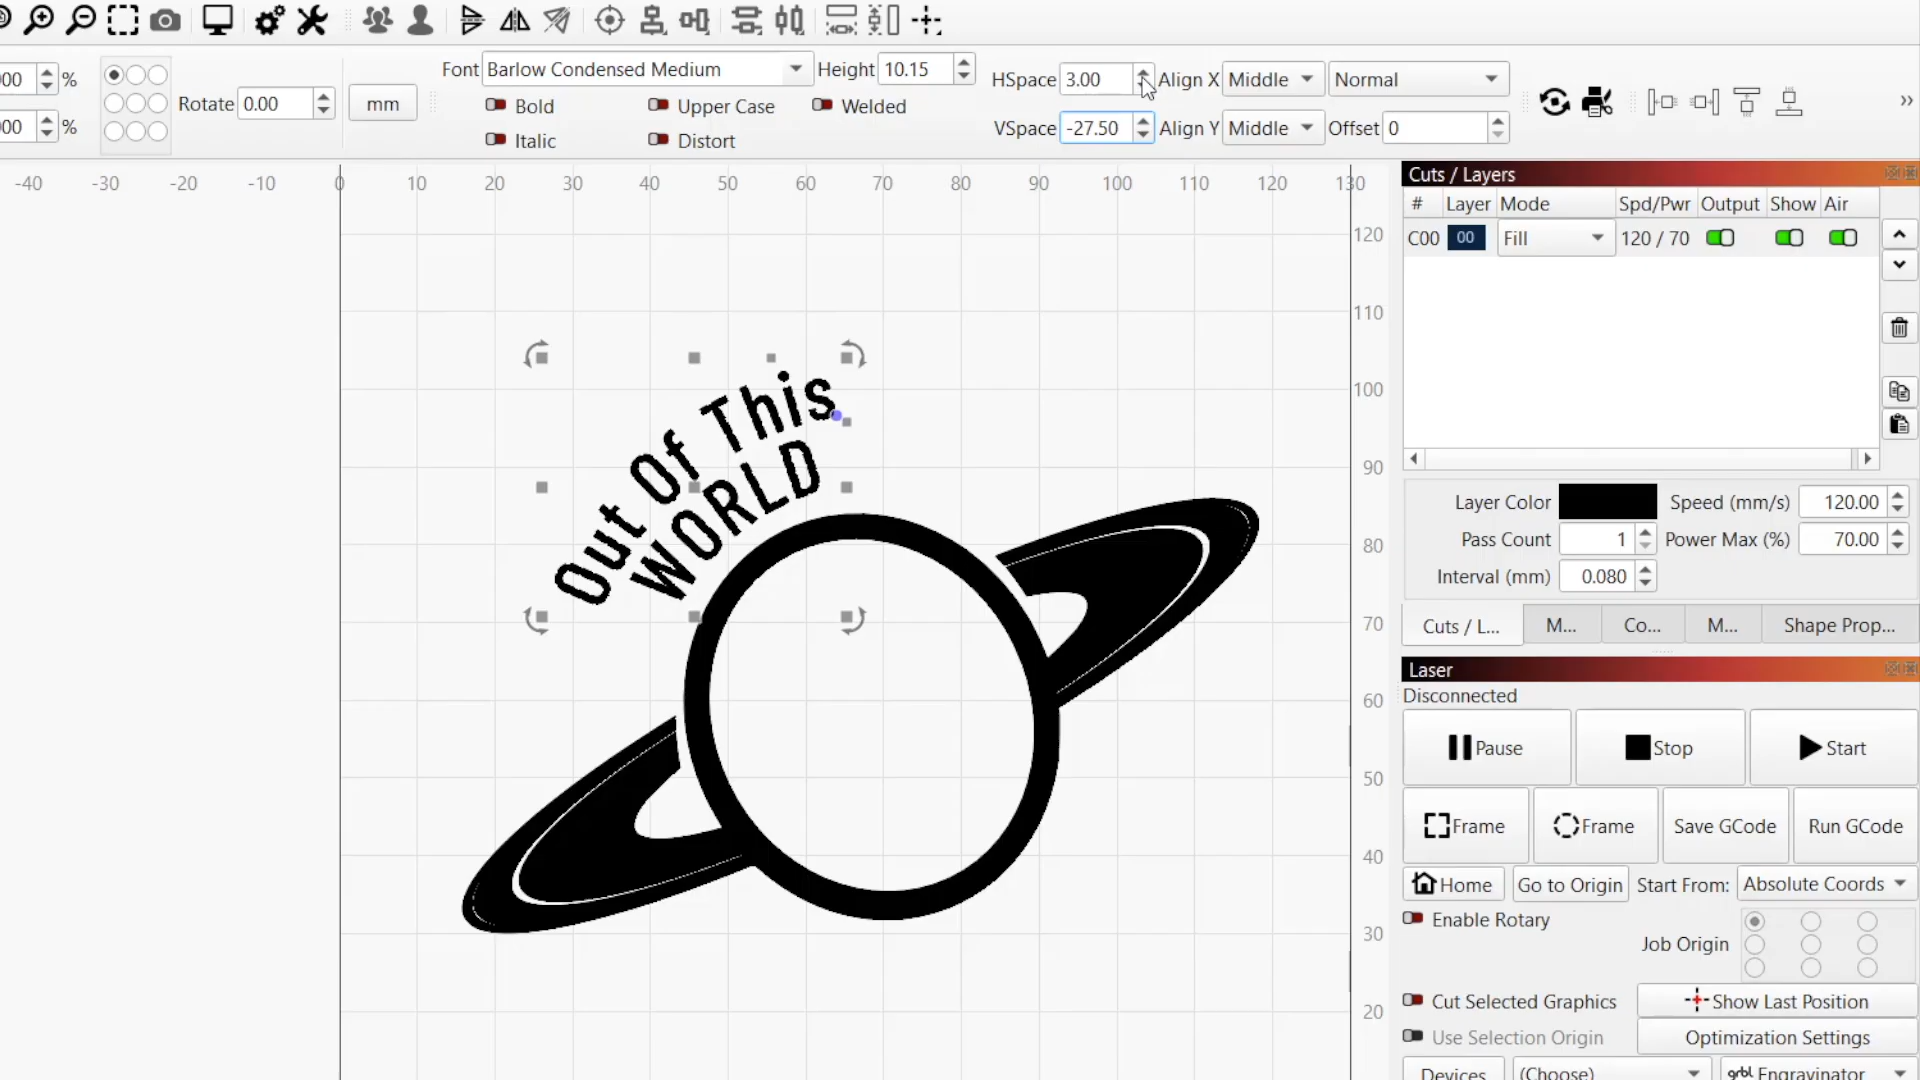 Font Barlow Condensed Medium Height 10.15
HSpace 3.00 Align X Middle Normal
000 %
Rotate 0.00 mm
Bold Upper Case Welded
000 %
VSpace -27.50 Align Y Middle Offset 0
Italic Distort
»
-40 -30 -20 -10 0 10 20 30 40 50 60 70 80 90 100 110 120 130
120
110
100
90
80
70
60
50
40
30
20
Out Of This
WORLD
Cuts / Layers
# Layer Mode Spd/Pwr Output Show Air
C00 00 Fill 120 / 70
Layer Color Speed (mm/s) 120.00
Pass Count 1 Power Max (%) 70.00
Interval (mm) 0.080
Cuts / L... M... Co... M... Shape Prop...
Laser
Disconnected
Pause Stop Start
Frame Frame Save GCode Run GCode
Home Go to Origin Start From: Absolute Coords
Enable Rotary
Job Origin
Cut Selected Graphics Show Last Position
Use Selection Origin Optimization Settings
Devices (Choose) grbl Engravinator